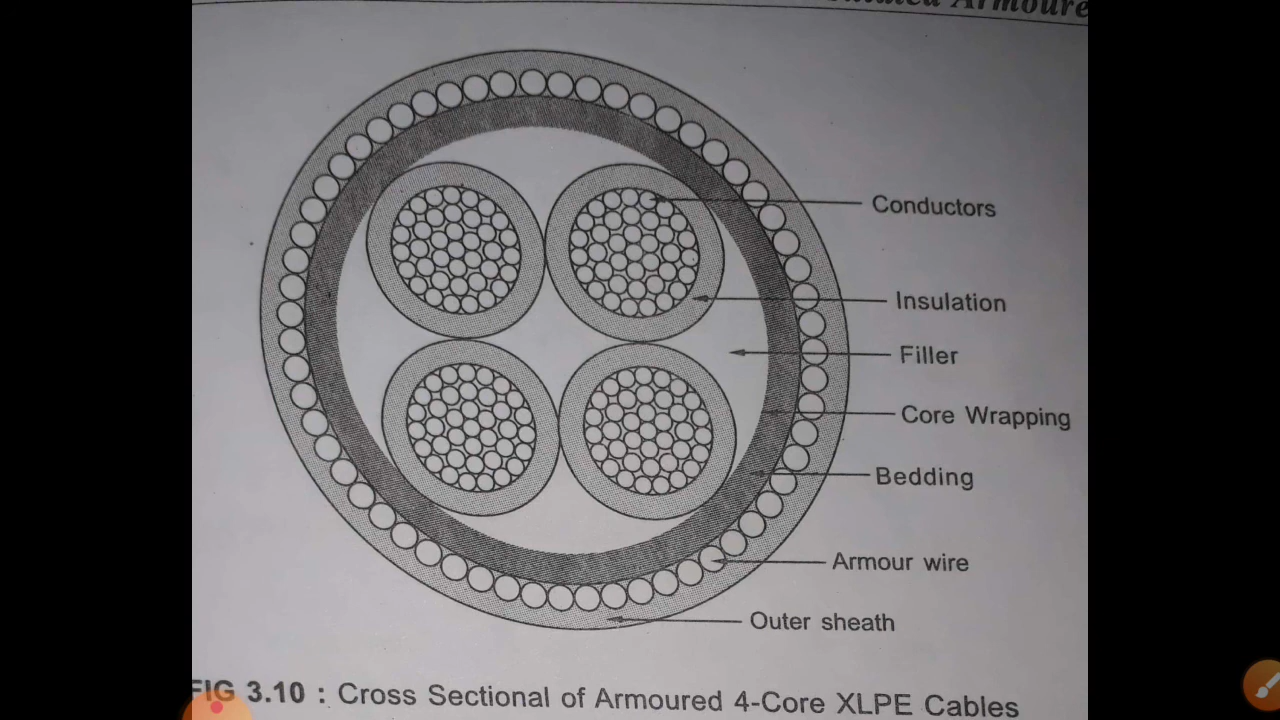 Armoure
Conductors
Insulation
Filler
Core Wrapping
Bedding
Armour wire
Outer sheath
FIG 3.10 : Cross Sectional of Armoured 4-Core XLPE Cables